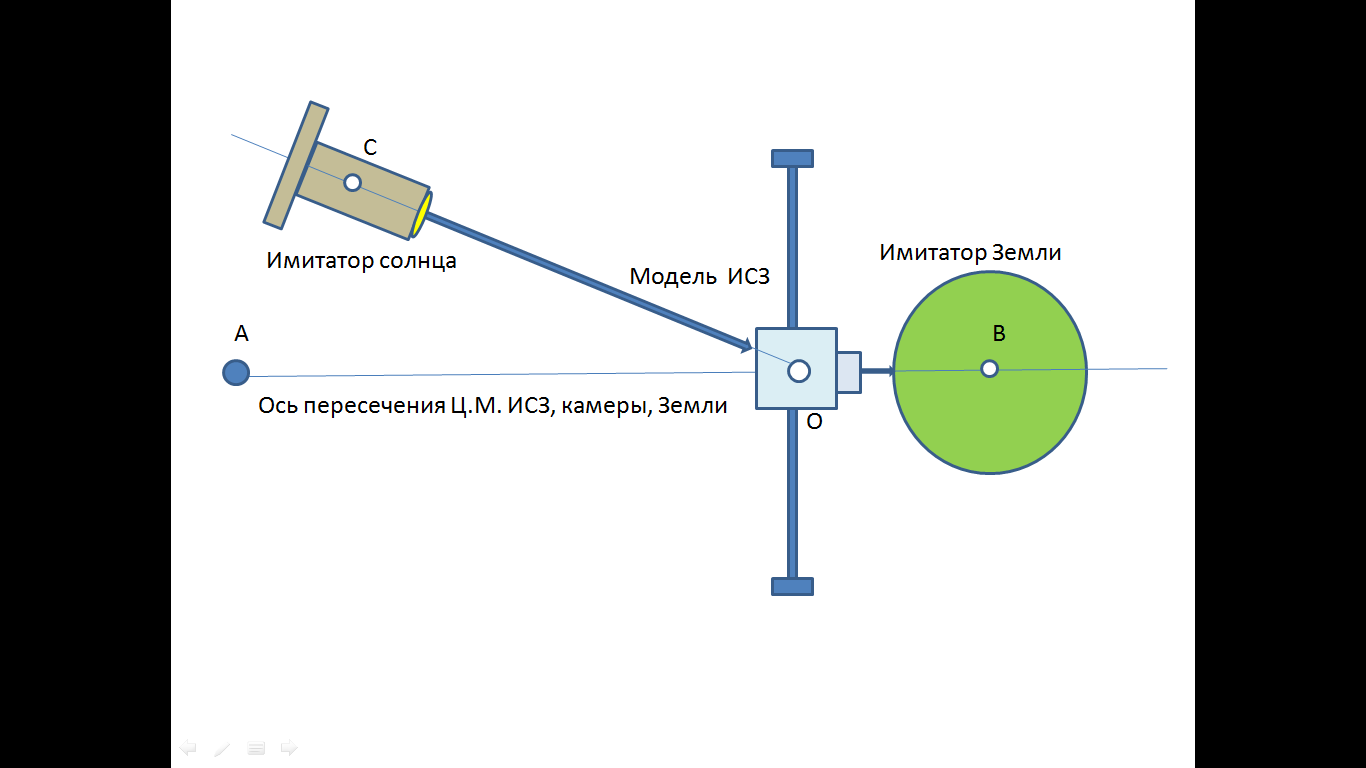 С
Имитатор солнца
Модель  ИСЗ
Имитатор Земли
А
В
Ось пересечения Ц.М. ИСЗ, камеры, Земли
О